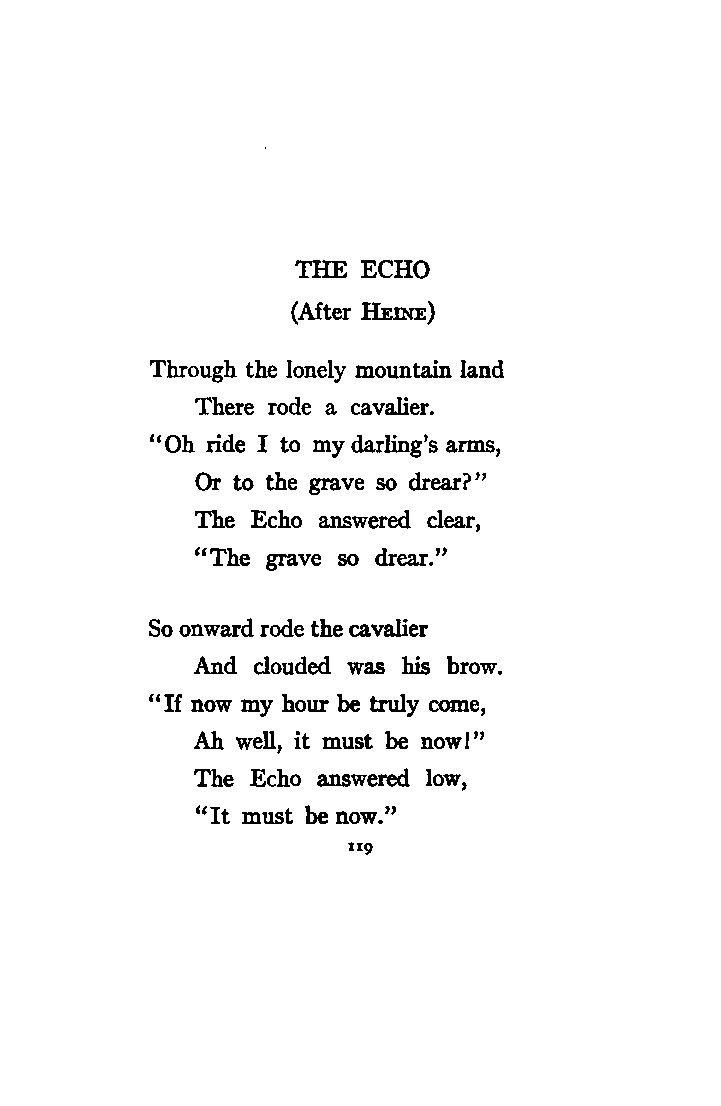 THE ECHO
(After HEINE)
Through the lonely mountain land
There rode a cavalier.
“Oh ride I to my darling’s arms,
Or to the grave so drear?”
The Echo answered clear,
“The grave so drear.”
So onward rode the cavalier
And clouded was his brow.
“If now my hour be truly come,
Ah well, it must be now!”
The Echo answered low,
“It must be now.”
119